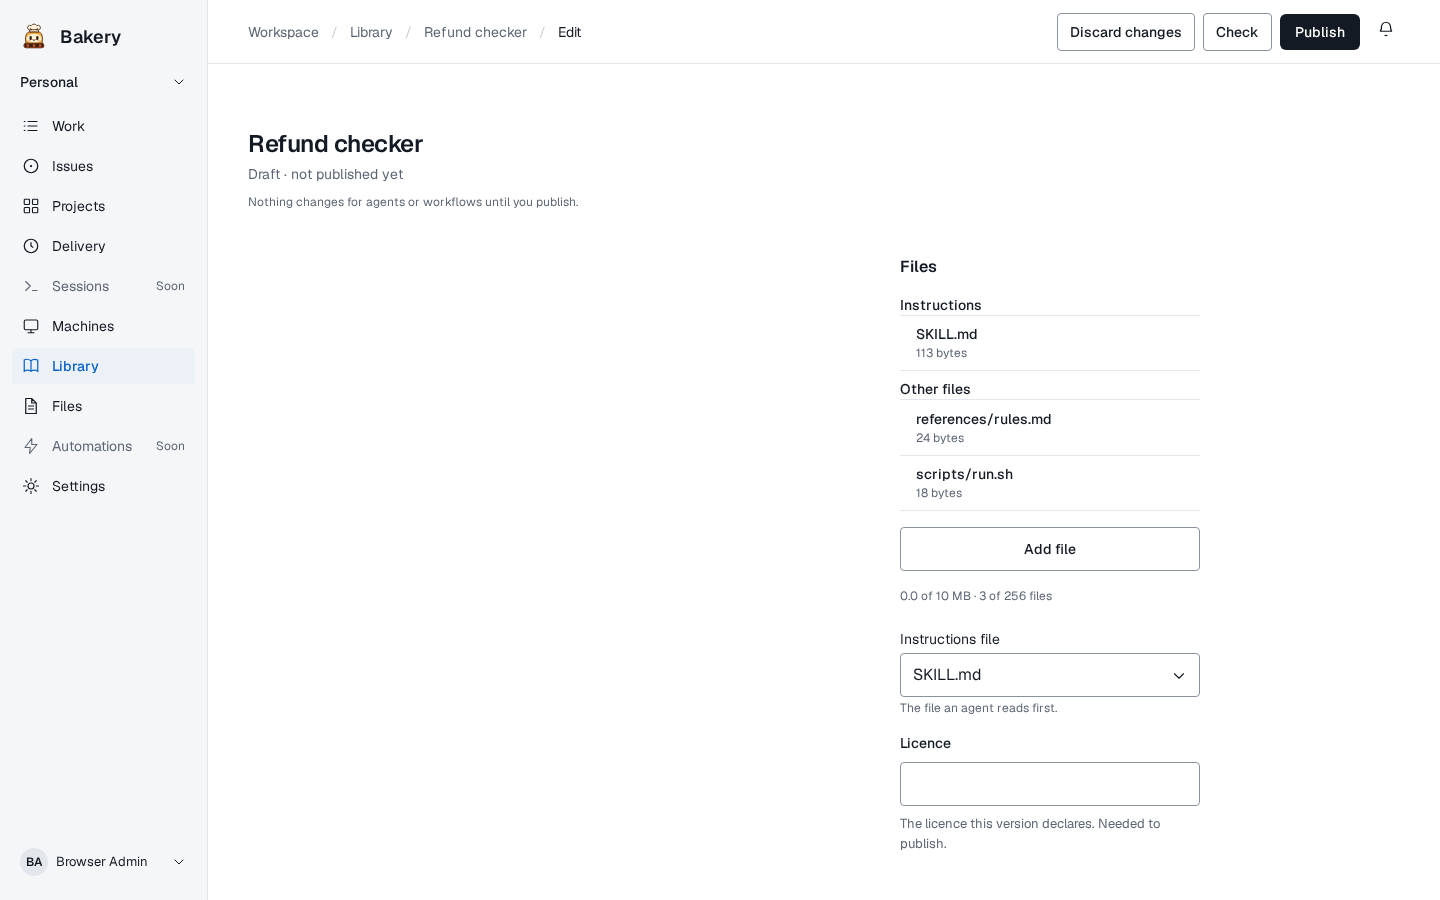 Bakery
Personal
Work
Issues
Projects
Delivery
Sessions Soon
Machines
Library
Files
Automations Soon
Settings
BA Browser Admin
Workspace / Library / Refund checker / Edit
Discard changes Check Publish
Refund checker
Draft · not published yet
Nothing changes for agents or workflows until you publish.
Files
Instructions
SKILL.md
113 bytes
Other files
references/rules.md
24 bytes
scripts/run.sh
18 bytes
Add file
0.0 of 10 MB · 3 of 256 files
Instructions file
SKILL.md
The file an agent reads first.
Licence
The licence this version declares. Needed to
publish.